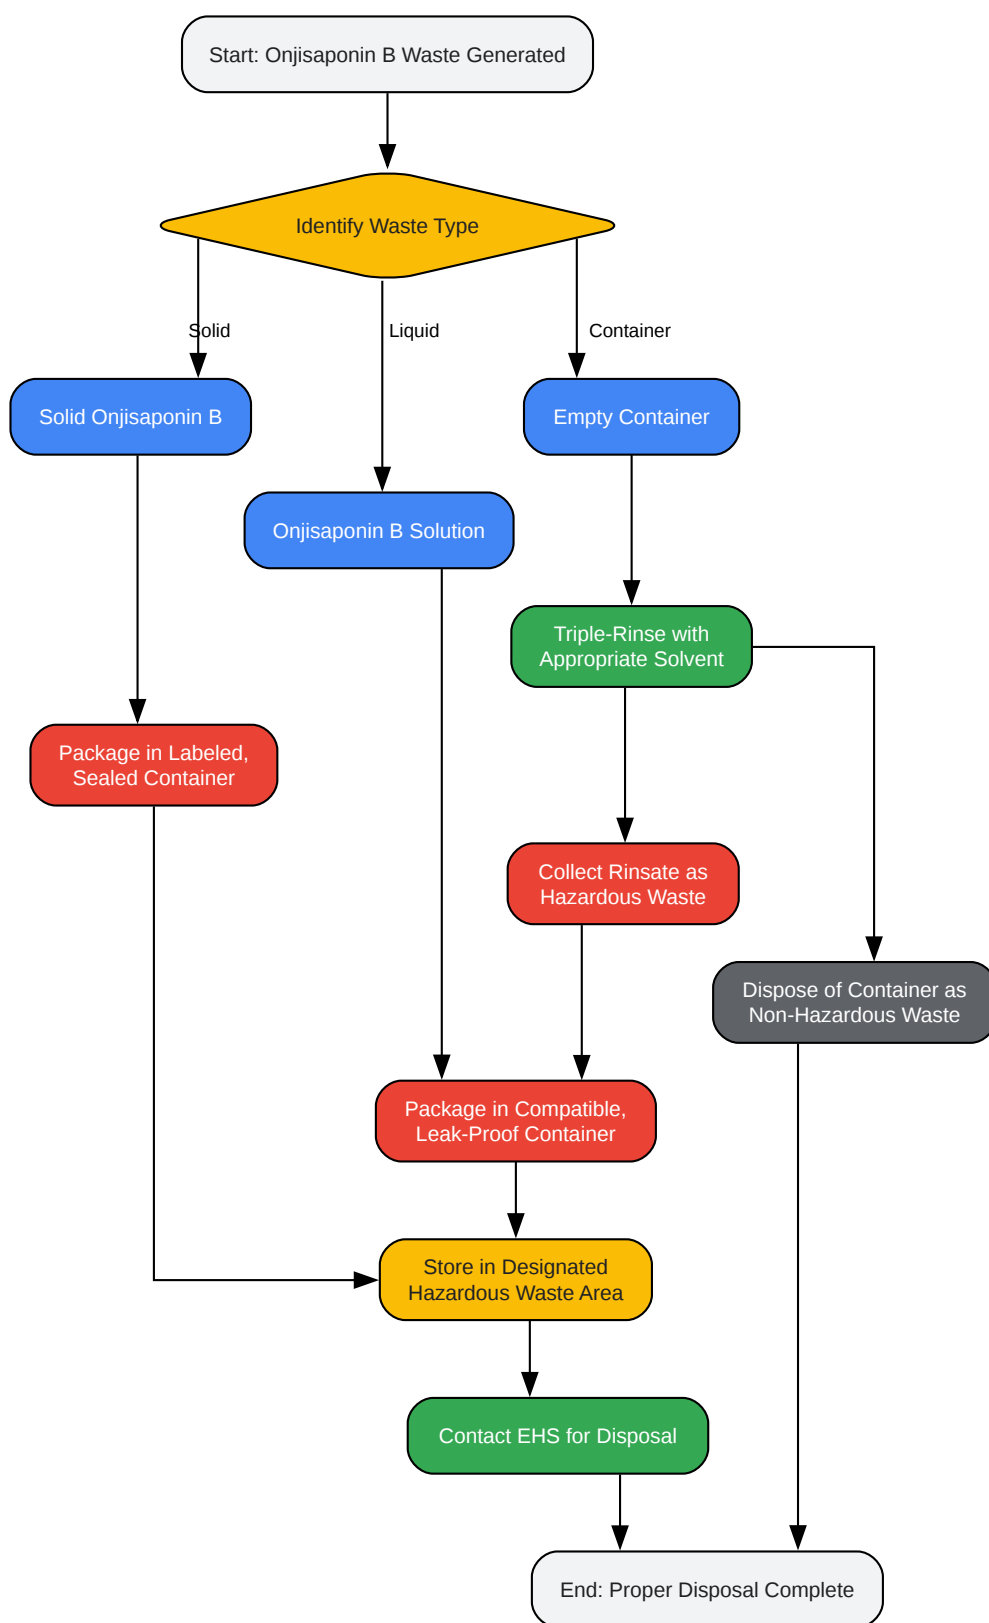 Start: Onjisaponin B Waste Generated
Identify Waste Type
Solid
Liquid
Container
Solid Onjisaponin B
Empty Container
Onjisaponin B Solution
Triple-Rinse with
Appropriate Solvent
Package in Labeled,
Sealed Container
Collect Rinsate as
Hazardous Waste
Dispose of Container as
Non-Hazardous Waste
Package in Compatible,
Leak-Proof Container
Store in Designated
Hazardous Waste Area
Contact EHS for Disposal
End: Proper Disposal Complete